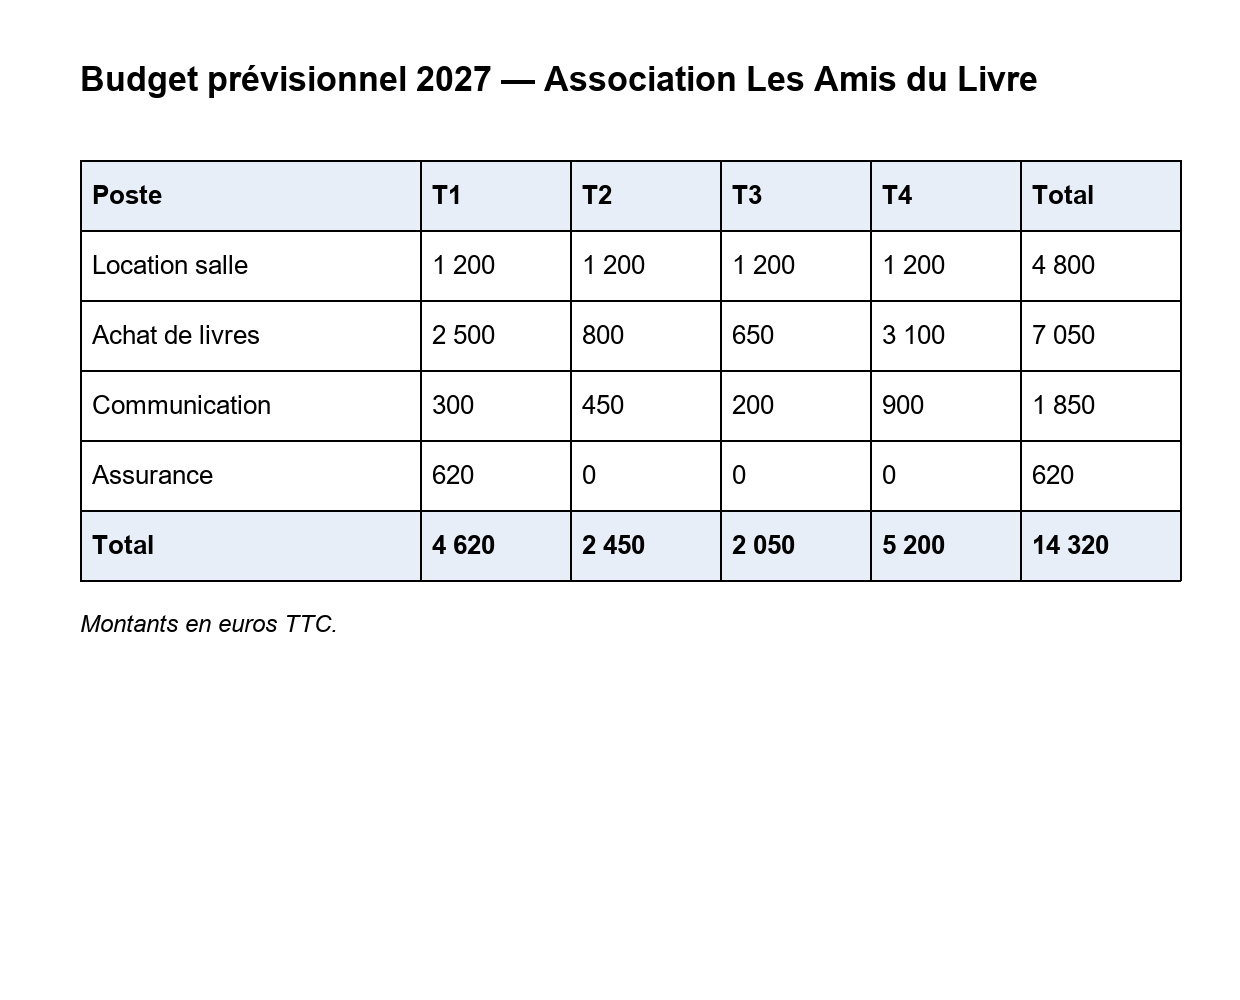 Budget prévisionnel 2027 — Association Les Amis du Livre
Poste T1 T2 T3 T4 Total
Location salle 1 200 1 200 1 200 1 200 4 800
Achat de livres 2 500 800 650 3 100 7 050
Communication 300 450 200 900 1 850
Assurance 620 0 0 0 620
Total 4 620 2 450 2 050 5 200 14 320
Montants en euros TTC.